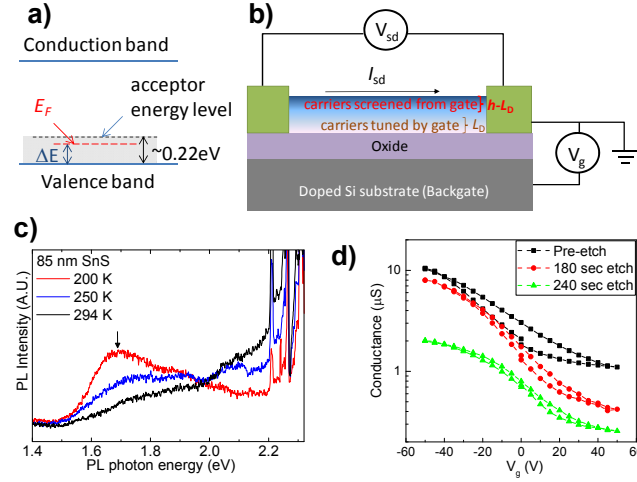 a)
Conduction band
acceptor
energy level
E_F
ΔE
~0.22eV
Valence band
b)
V_sd
I_sd
carriers screened from gate} h-L_D
carriers tuned by gate } L_D
Oxide
V_g
Doped Si substrate (Backgate)
c)
85 nm SnS
200 K
250 K
294 K
PL Intensity (A.U.)
1.4 1.6 1.8 2.0 2.2
PL photon energy (eV)
d)
Pre-etch
180 sec etch
240 sec etch
Conductance (µS)
10
1
-60 -40 -20 0 20 40 60
V_g (V)